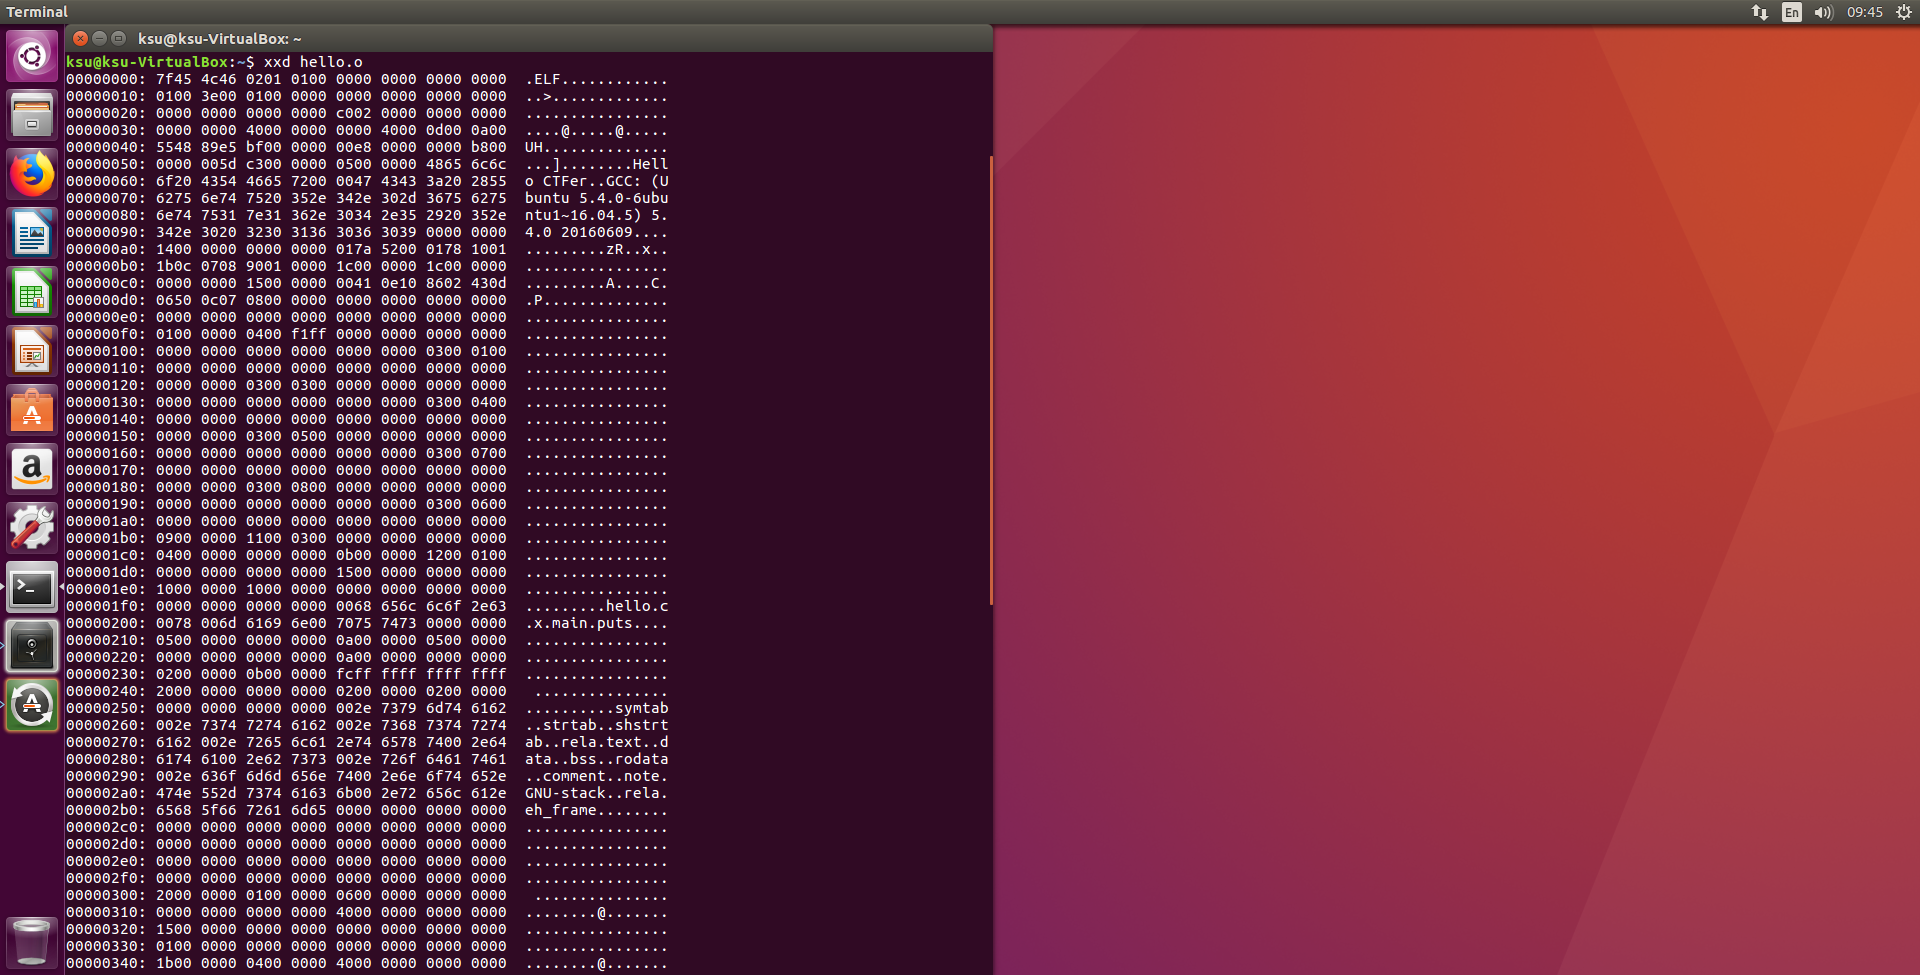 Terminal
En
09:45
ksu@ksu-VirtualBox: ~
ksu@ksu-VirtualBox:~$ xxd hello.o
00000000: 7f45 4c46 0201 0100 0000 0000 0000 0000  .ELF............
00000010: 0100 3e00 0100 0000 0000 0000 0000 0000  ..>.............
00000020: 0000 0000 0000 0000 c002 0000 0000 0000  ................
00000030: 0000 0000 4000 0000 0000 4000 0d00 0a00  ....@.....@.....
00000040: 5548 89e5 bf00 0000 00e8 0000 0000 b800  UH..............
00000050: 0000 005d c300 0000 0500 0000 4865 6c6c  ...]........Hell
00000060: 6f20 4354 4665 7200 0047 4343 3a20 2855  o CTFer..GCC: (U
00000070: 6275 6e74 7520 352e 342e 302d 3675 6275  buntu 5.4.0-6ubu
00000080: 6e74 7531 7e31 362e 3034 2e35 2920 352e  ntu1~16.04.5) 5.
00000090: 342e 3020 3230 3136 3036 3039 0000 0000  4.0 20160609....
000000a0: 1400 0000 0000 0000 017a 5200 0178 1001  .........zR..x..
000000b0: 1b0c 0708 9001 0000 1c00 0000 1c00 0000  ................
000000c0: 0000 0000 1500 0000 0041 0e10 8602 430d  .........A....C.
000000d0: 0650 0c07 0800 0000 0000 0000 0000 0000  .P..............
000000e0: 0000 0000 0000 0000 0000 0000 0000 0000  ................
000000f0: 0100 0000 0400 f1ff 0000 0000 0000 0000  ................
00000100: 0000 0000 0000 0000 0000 0000 0300 0100  ................
00000110: 0000 0000 0000 0000 0000 0000 0000 0000  ................
00000120: 0000 0000 0300 0300 0000 0000 0000 0000  ................
00000130: 0000 0000 0000 0000 0000 0000 0300 0400  ................
00000140: 0000 0000 0000 0000 0000 0000 0000 0000  ................
00000150: 0000 0000 0300 0500 0000 0000 0000 0000  ................
00000160: 0000 0000 0000 0000 0000 0000 0300 0700  ................
00000170: 0000 0000 0000 0000 0000 0000 0000 0000  ................
00000180: 0000 0000 0300 0800 0000 0000 0000 0000  ................
00000190: 0000 0000 0000 0000 0000 0000 0300 0600  ................
000001a0: 0000 0000 0000 0000 0000 0000 0000 0000  ................
000001b0: 0900 0000 1100 0300 0000 0000 0000 0000  ................
000001c0: 0400 0000 0000 0000 0b00 0000 1200 0100  ................
000001d0: 0000 0000 0000 0000 1500 0000 0000 0000  ................
000001e0: 1000 0000 1000 0000 0000 0000 0000 0000  ................
000001f0: 0000 0000 0000 0000 0068 656c 6c6f 2e63  .........hello.c
00000200: 0078 006d 6169 6e00 7075 7473 0000 0000  .x.main.puts....
00000210: 0500 0000 0000 0000 0a00 0000 0500 0000  ................
00000220: 0000 0000 0000 0000 0a00 0000 0000 0000  ................
00000230: 0200 0000 0b00 0000 fcff ffff ffff ffff  ................
00000240: 2000 0000 0000 0000 0200 0000 0200 0000   ...............
00000250: 0000 0000 0000 0000 002e 7379 6d74 6162  ..........symtab
00000260: 002e 7374 7274 6162 002e 7368 7374 7274  ..strtab..shstrt
00000270: 6162 002e 7265 6c61 2e74 6578 7400 2e64  ab..rela.text..d
00000280: 6174 6100 2e62 7373 002e 726f 6461 7461  ata..bss..rodata
00000290: 002e 636f 6d6d 656e 7400 2e6e 6f74 652e  ..comment..note.
000002a0: 474e 552d 7374 6163 6b00 2e72 656c 612e  GNU-stack..rela.
000002b0: 6568 5f66 7261 6d65 0000 0000 0000 0000  eh_frame........
000002c0: 0000 0000 0000 0000 0000 0000 0000 0000  ................
000002d0: 0000 0000 0000 0000 0000 0000 0000 0000  ................
000002e0: 0000 0000 0000 0000 0000 0000 0000 0000  ................
000002f0: 0000 0000 0000 0000 0000 0000 0000 0000  ................
00000300: 2000 0000 0100 0000 0600 0000 0000 0000   ...............
00000310: 0000 0000 0000 0000 4000 0000 0000 0000  ........@.......
00000320: 1500 0000 0000 0000 0000 0000 0000 0000  ................
00000330: 0100 0000 0000 0000 0000 0000 0000 0000  ................
00000340: 1b00 0000 0400 0000 4000 0000 0000 0000  ........@.......